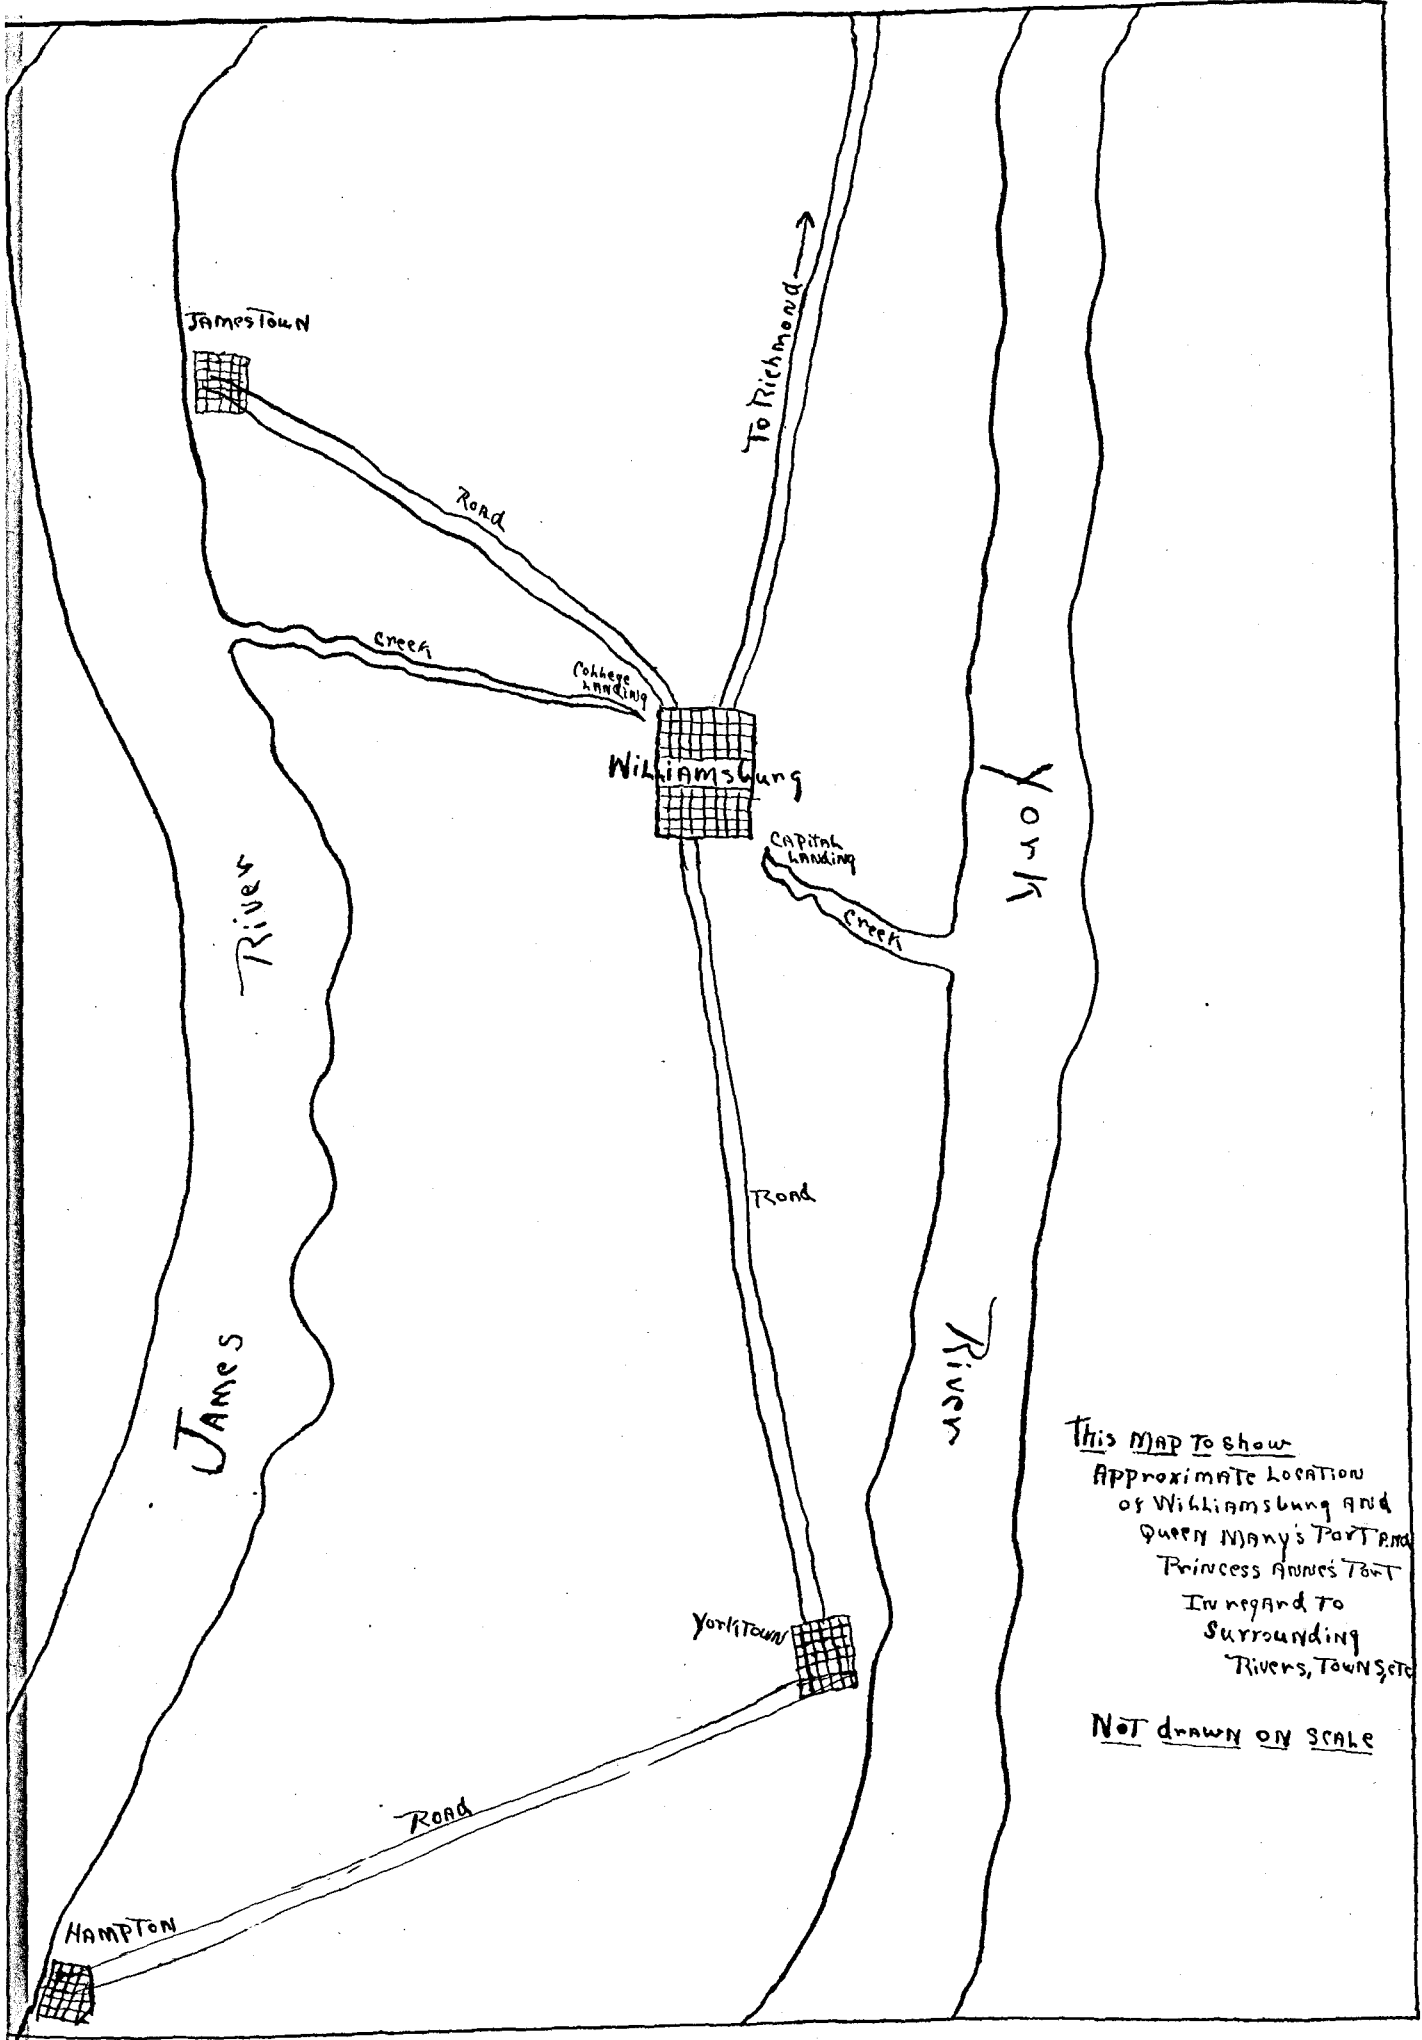 JAMESTOWN
To Richmond
Road
Creek
College
Landing
Williamsburg
York
Capital
Landing
Creek
River
Road
River
James
This Map to show
Approximate Location
of Williamsburg and
Queen Mary's Port and
Princess Anne's Port
In regard to
Surrounding
Rivers, Towns, etc
Yorktown
Not drawn on scale
Road
Hampton